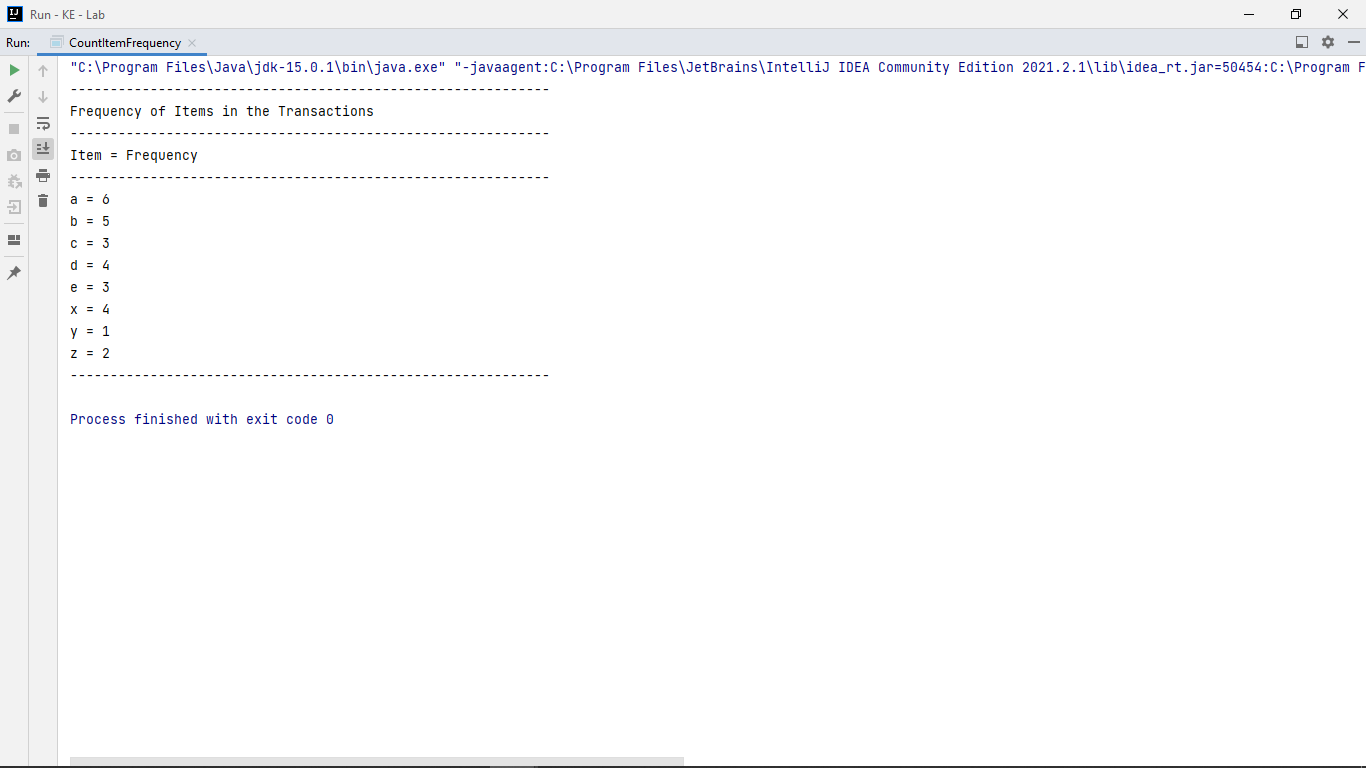 Run - KE - Lab
Run: CountItemFrequency
"C:\Program Files\Java\jdk-15.0.1\bin\java.exe" "-javaagent:C:\Program Files\JetBrains\IntelliJ IDEA Community Edition 2021.2.1\lib\idea_rt.jar=50454:C:\Program F
------------------------------------------------------------
Frequency of Items in the Transactions
------------------------------------------------------------
Item = Frequency
------------------------------------------------------------
a = 6
b = 5
c = 3
d = 4
e = 3
x = 4
y = 1
z = 2
------------------------------------------------------------
Process finished with exit code 0